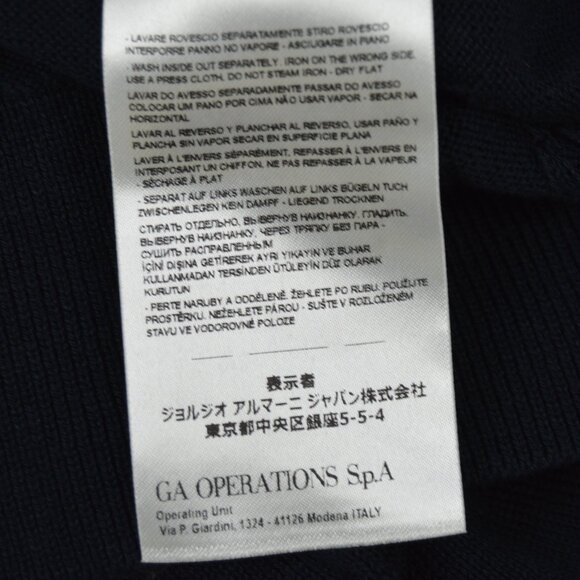 - LAVARE ROVESCIO SEPARATAMENTE STIRO ROVESCIO
INTERPORRE PANNO NO VAPORE - ASCIUGARE IN PIANO
- WASH INSIDE OUT SEPARATELY. IRON ON THE WRONG SIDE,
USE A PRESS CLOTH. DO NOT STEAM IRON - DRY FLAT
LAVAR DO AVESSO SEPARADAMENTE PASSAR DO AVESSO
COLOCAR UM PANO POR CIMA NÃO USAR VAPOR - SECAR NA
HORIZONTAL
LAVAR AL REVERSO Y PLANCHAR AL REVERSO, USAR PAÑO Y
PLANCHA SIN VAPOR SECAR EN SUPERFICIE PLANA
LAVER À L'ENVERS SÉPARÉMENT, REPASSER À L'ENVERS EN
INTERPOSANT UN CHIFFON. NE PAS REPASSER À LA VAPEUR
- SÉCHAGE À PLAT
- SEPARAT AUF LINKS WASCHEN AUF LINKS BÜGELN TUCH
ZWISCHENLEGEN KEIN DAMPF - LIEGEND TROCKNEN
СТИРАТЬ ОТДЕЛЬНО, ВЫВЕРНУВ НАИЗНАНКУ. ГЛАДИТЬ,
ВЫВЕРНУВ НАИЗНАНКУ, ЧЕРЕЗ ТРЯПКУ БЕЗ ПАРА -
СУШИТЬ РАСПРАВЛЕННЫМ
İÇİNİ DIŞINA GETİREREK AYRI YIKAYIN VE BUHAR
KULLANMADAN TERSİNDEN ÜTÜLEYİN DÜZ OLARAK
KURUTUN
- PERTE NARUBY A ODDĚLENĚ. ŽEHLETE PO RUBU. POUŽIJTE
PROSTĚRKU. NEŽEHLETE PÁROU - SUŠTE V ROZLOŽENÉM
STAVU VE VODOROVNÉ POLOZE
表示者
ジョルジオ アルマーニ ジャパン株式会社
東京都中央区銀座5-5-4
GA OPERATIONS S.p.A
Operating Unit
Via P. Giardini, 1324 - 41126 Modena ITALY